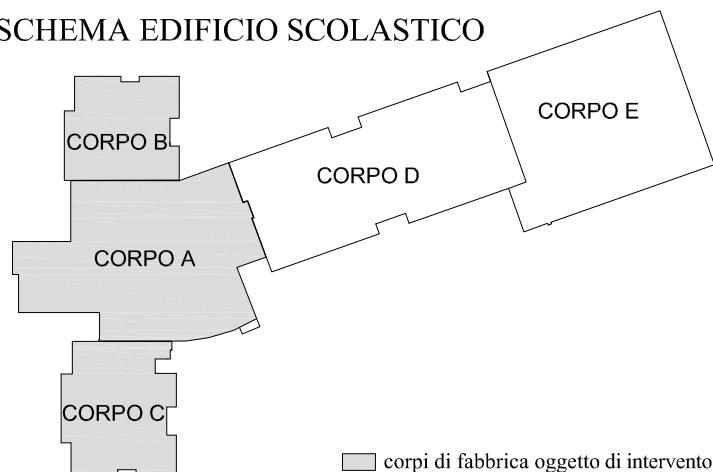 SCHEMA EDIFICIO SCOLASTICO
CORPO E
CORPO B
CORPO D
CORPO A
CORPO C
corpi di fabbrica oggetto di intervento